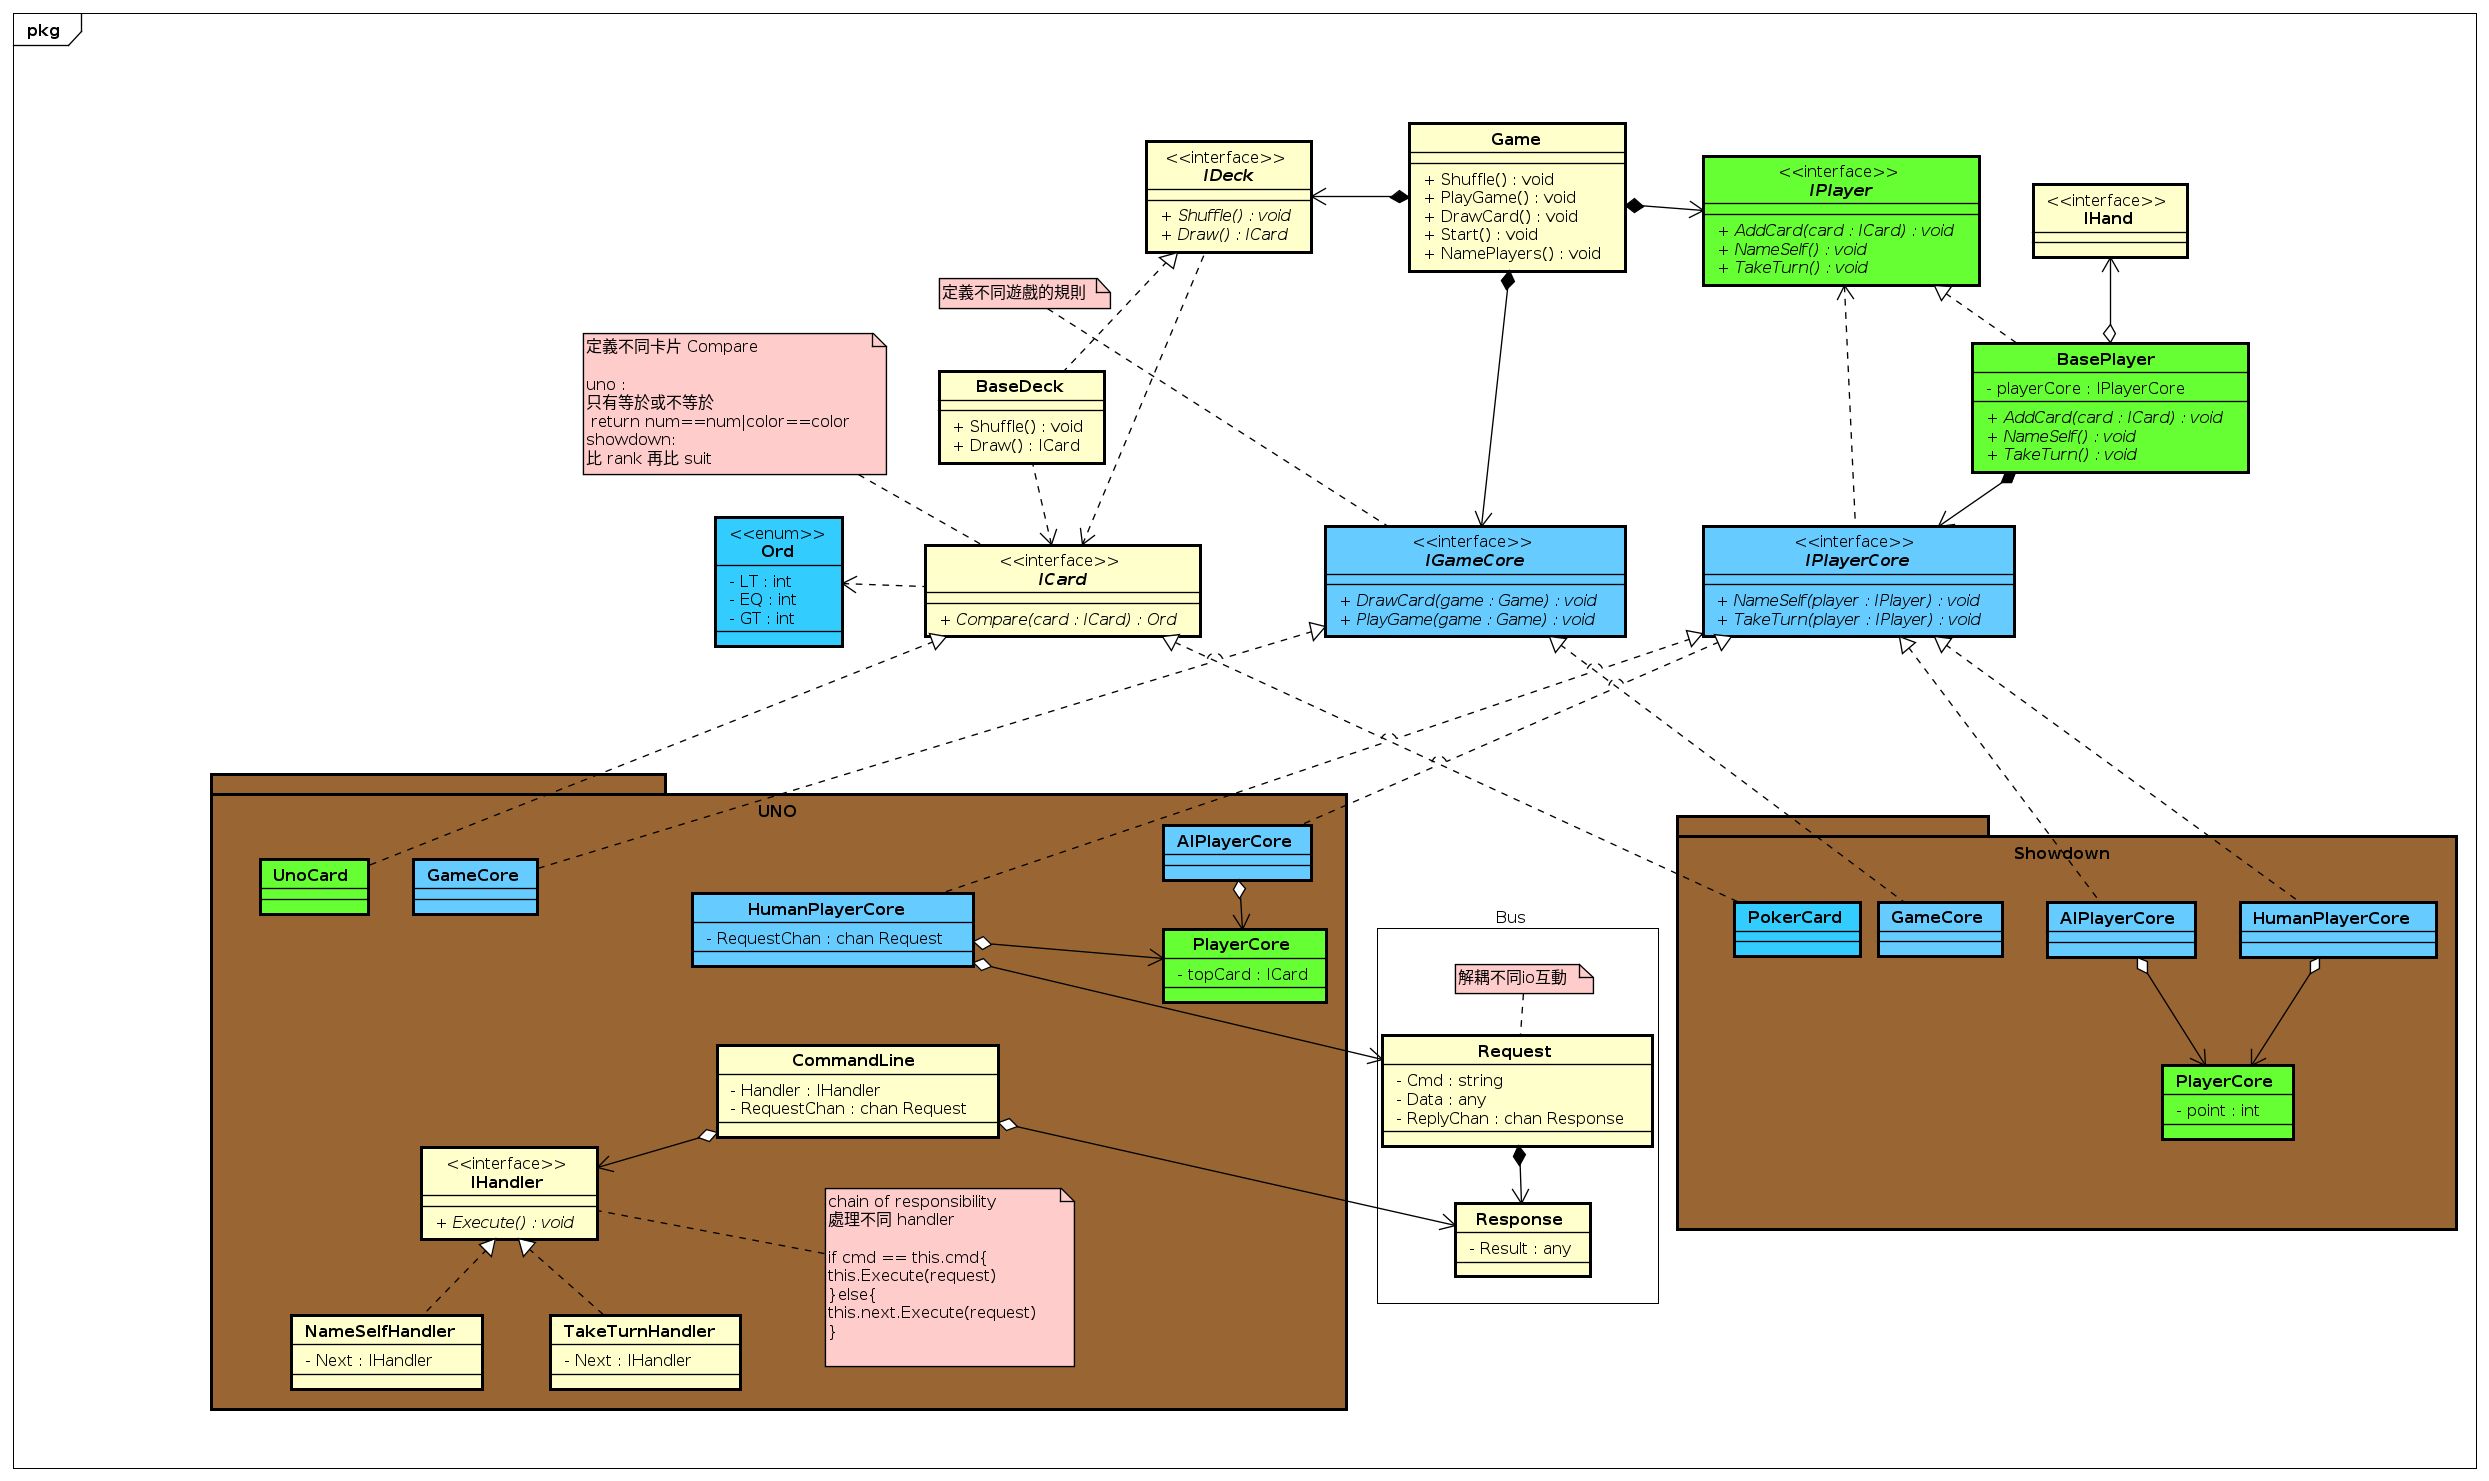 pkg
<<interface>>
IDeck
+ Shuffle() : void
+ Draw() : ICard
Game
+ Shuffle() : void
+ PlayGame() : void
+ DrawCard() : void
+ Start() : void
+ NamePlayers() : void
<<interface>>
IPlayer
+ AddCard(card : ICard) : void
+ NameSelf() : void
+ TakeTurn() : void
<<interface>>
IHand
定義不同遊戲的規則
定義不同卡片 Compare
uno :
只有等於或不等於
return num==num|color==color
showdown:
比 rank 再比 suit
BaseDeck
+ Shuffle() : void
+ Draw() : ICard
BasePlayer
- playerCore : IPlayerCore
+ AddCard(card : ICard) : void
+ NameSelf() : void
+ TakeTurn() : void
<<enum>>
Ord
- LT : int
- EQ : int
- GT : int
<<interface>>
ICard
+ Compare(card : ICard) : Ord
<<interface>>
IGameCore
+ DrawCard(game : Game) : void
+ PlayGame(game : Game) : void
<<interface>>
IPlayerCore
+ NameSelf(player : IPlayer) : void
+ TakeTurn(player : IPlayer) : void
UNO
UnoCard
GameCore
HumanPlayerCore
- RequestChan : chan Request
AIPlayerCore
PlayerCore
- topCard : ICard
CommandLine
- Handler : IHandler
- RequestChan : chan Request
<<interface>>
IHandler
+ Execute() : void
chain of responsibility
處理不同 handler
if cmd == this.cmd{
this.Execute(request)
}else{
this.next.Execute(request)
}
NameSelfHandler
- Next : IHandler
TakeTurnHandler
- Next : IHandler
Bus
解耦不同io互動
Request
- Cmd : string
- Data : any
- ReplyChan : chan Response
Response
- Result : any
Showdown
PokerCard
GameCore
AIPlayerCore
HumanPlayerCore
PlayerCore
- point : int